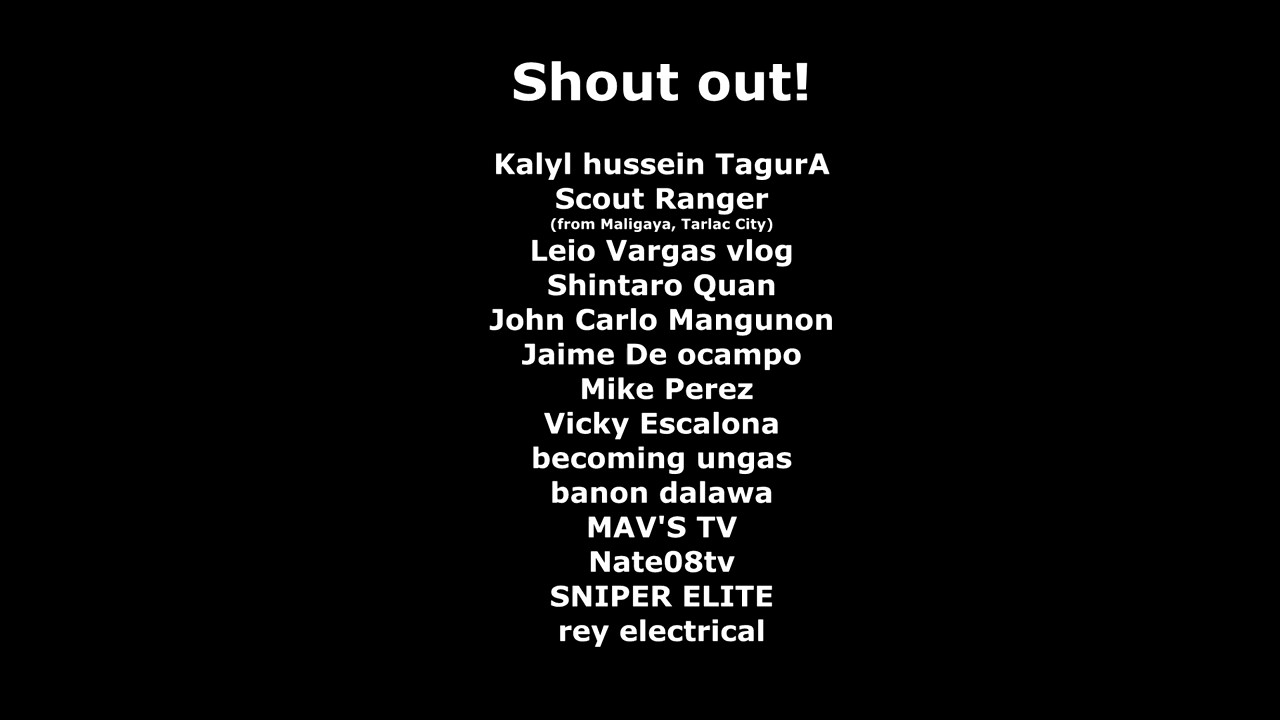 Shout out!
Kalyl hussein TagurA
Scout Ranger
(from Maligaya, Tarlac City)
Leio Vargas vlog
Shintaro Quan
John Carlo Mangunon
Jaime De ocampo
Mike Perez
Vicky Escalona
becoming ungas
banon dalawa
MAV'S TV
Nate08tv
SNIPER ELITE
rey electrical